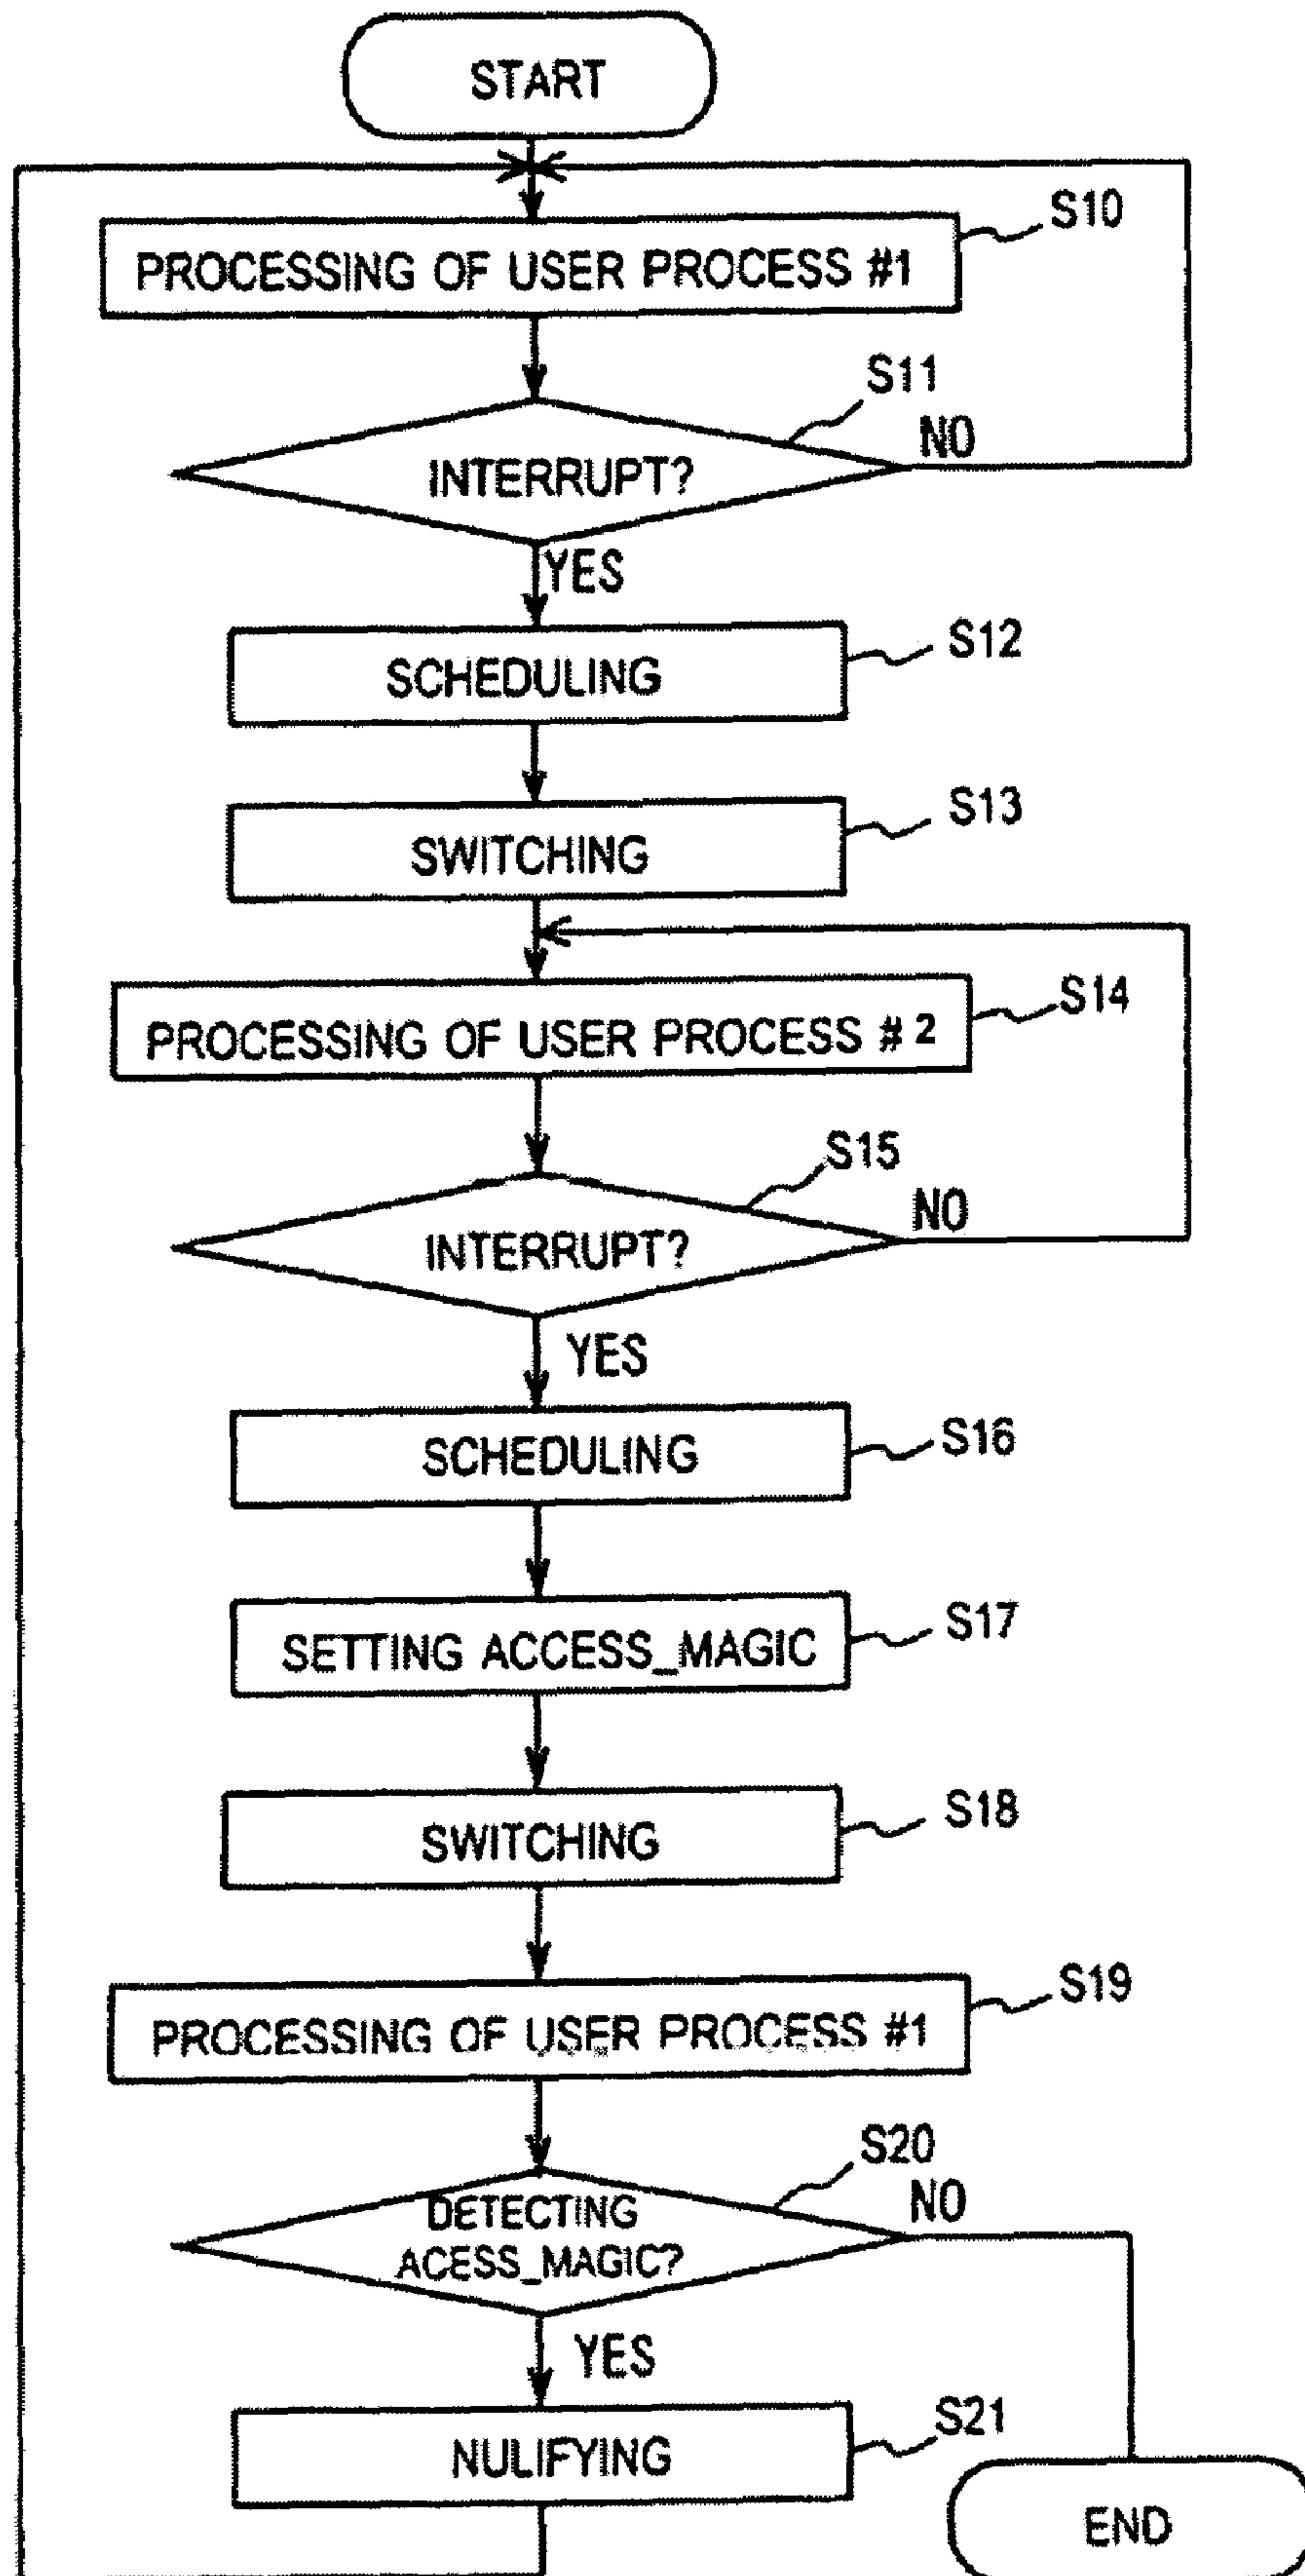 START
S10
PROCESSING OF USER PROCESS #1
S11
NO
INTERRUPT?
YES
S12
SCHEDULING
S13
SWITCHING
S14
PROCESSING OF USER PROCESS # 2
S15
NO
INTERRUPT?
YES
S16
SCHEDULING
S17
SETTING ACCESS_MAGIC
S18
SWITCHING
S19
PROCESSING OF USER PROCESS #1
S20
NO
DETECTING
ACESS_MAGIC?
YES
S21
NULIFYING
END